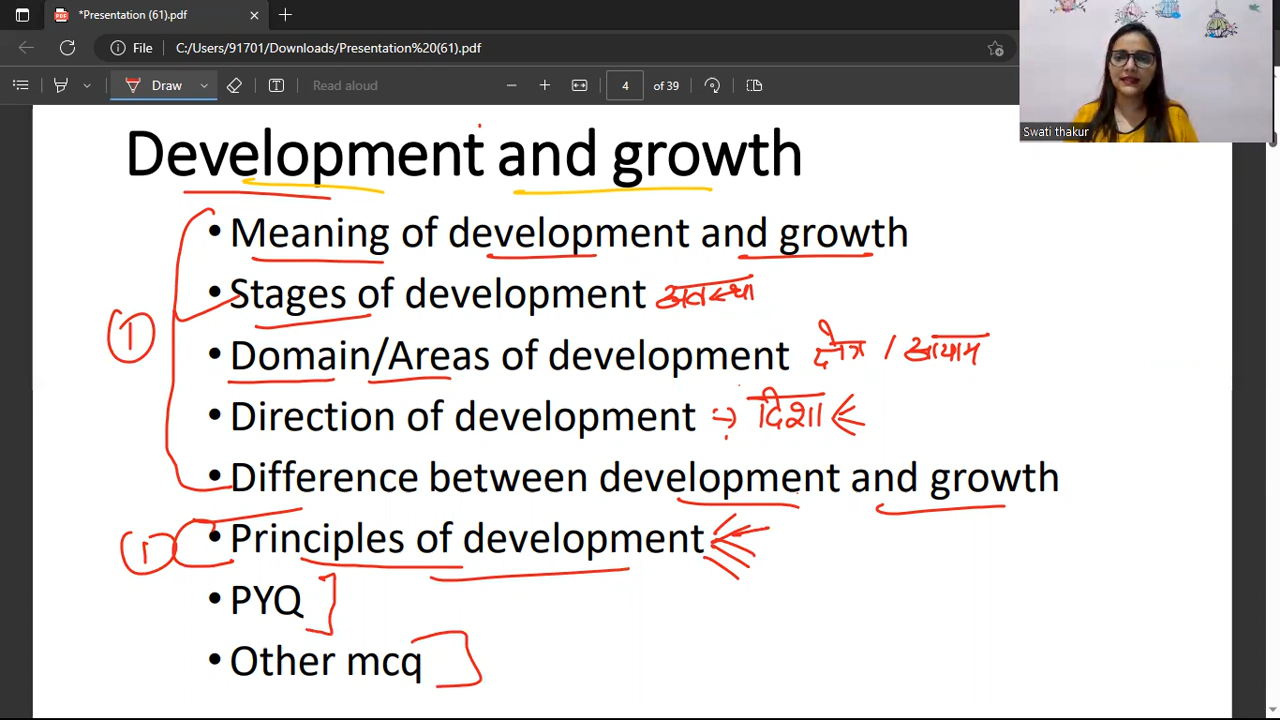 *Presentation (61).pdf
File C:/Users/91701/Downloads/Presentation%20(61).pdf
Draw Read aloud 4 of 39
Swati thakur
Development and growth
• Meaning of development and growth
• Stages of development अवस्था
• Domain/Areas of development क्षेत्र / आयाम
• Direction of development → दिशा
• Difference between development and growth
• Principles of development
• PYQ
• Other mcq